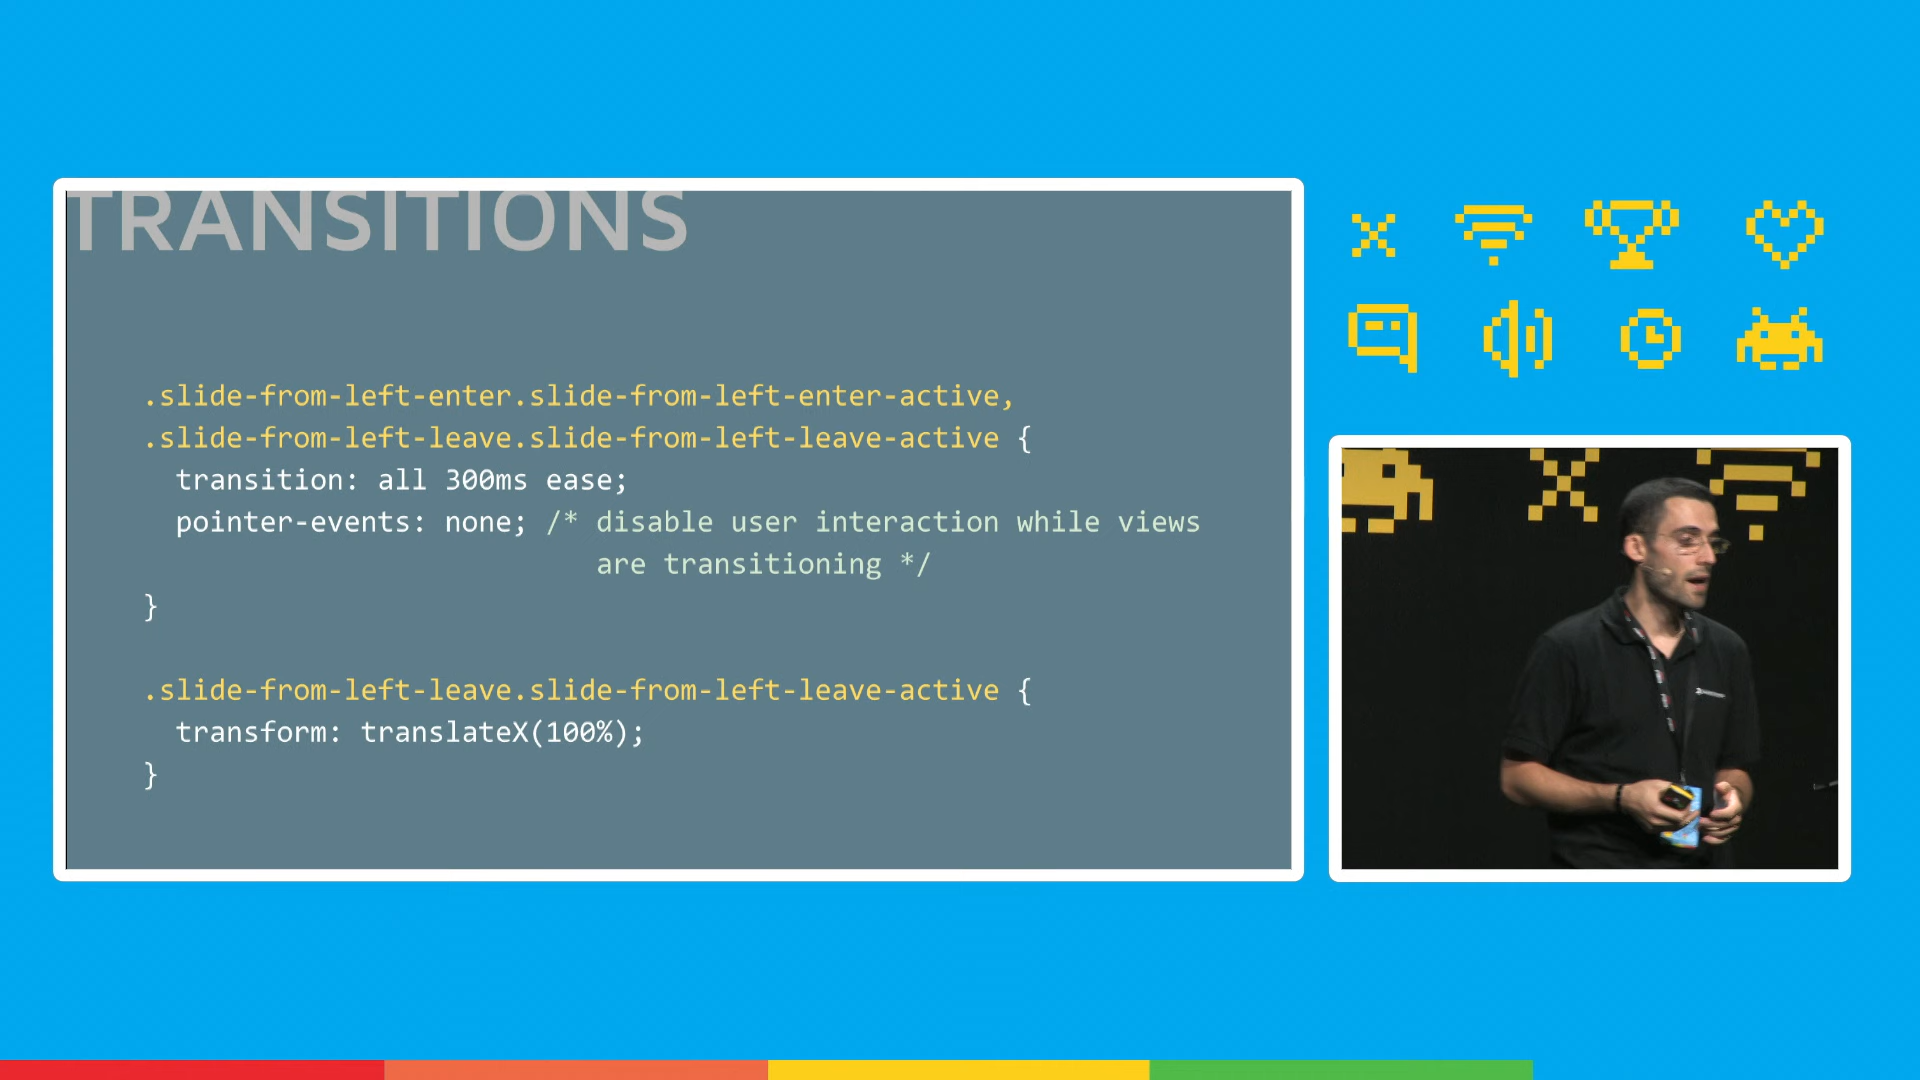 TRANSITIONS
.slide-from-left-enter.slide-from-left-enter-active,
.slide-from-left-leave.slide-from-left-leave-active {
transition: all 300ms ease;
pointer-events: none; /* disable user interaction while views
are transitioning */
}
.slide-from-left-leave.slide-from-left-leave-active {
transform: translateX(100%);
}